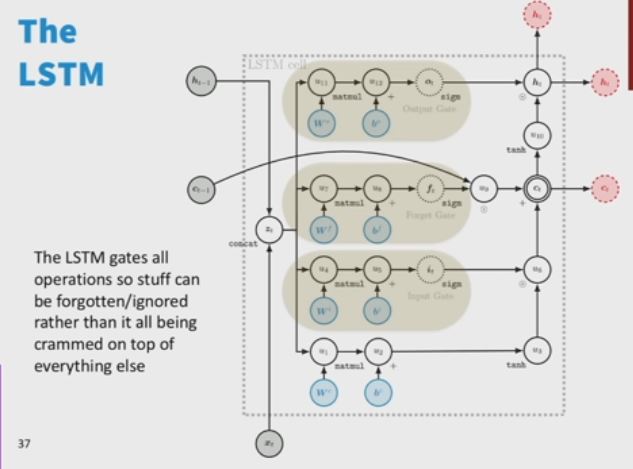 The
LSTM
LSTM cell
h_t
h_{t-1}
u_{11}
u_{12}
o_t
h_t
h_t
matmul
+
sigm
⊙
W^o
b^o
Output Gate
u_{10}
tanh
c_{t-1}
u_7
u_8
f_t
u_9
c_t
c_t
matmul
+
sigm
⊙
+
W^f
b^f
Forget Gate
z_t
concat
u_4
u_5
i_t
u_6
matmul
+
sigm
⊙
W^i
b^i
Input Gate
u_1
u_2
u_3
matmul
+
tanh
W^c
b^c
x_t
The LSTM gates all
operations so stuff can
be forgotten/ignored
rather than it all being
crammed on top of
everything else
37